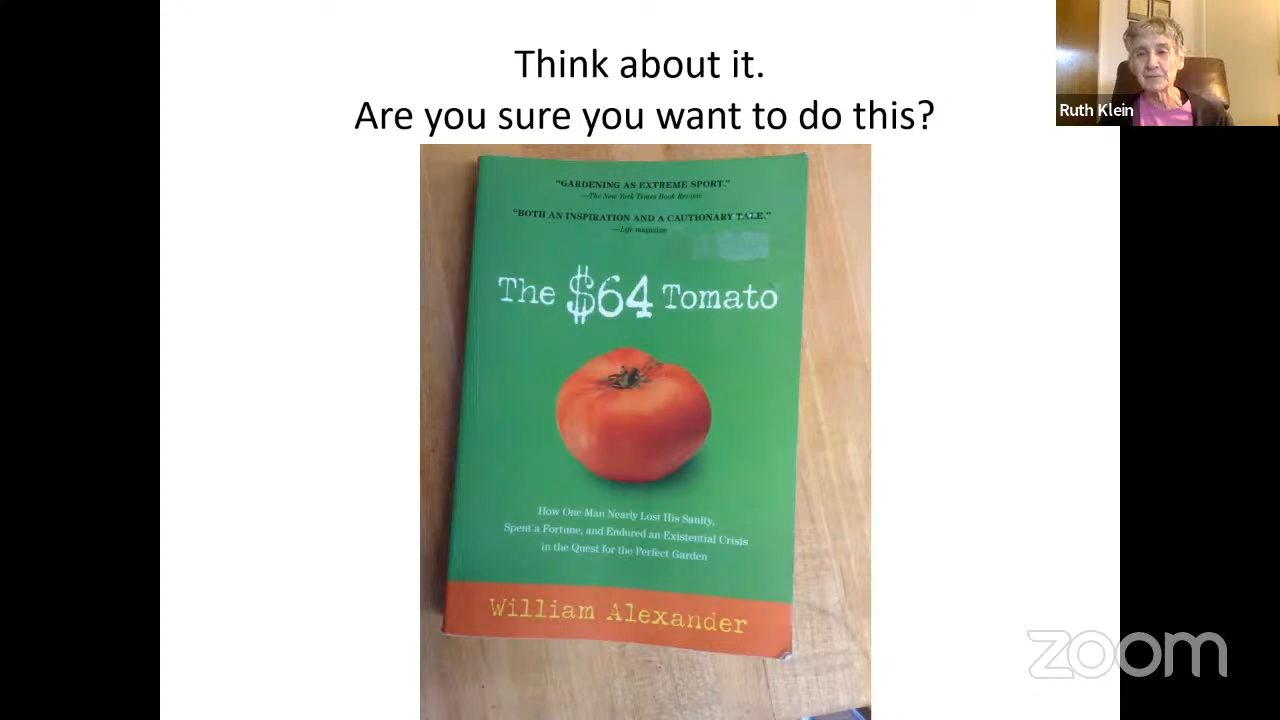 Think about it.
Are you sure you want to do this?
Ruth Klein
"GARDENING AS EXTREME SPORT."
—The New York Times Book Review
"BOTH AN INSPIRATION AND A CAUTIONARY TALE."
—Life magazine
The $64 Tomato
How One Man Nearly Lost His Sanity,
Spent a Fortune, and Endured an Existential Crisis
in the Quest for the Perfect Garden
William Alexander
zoom